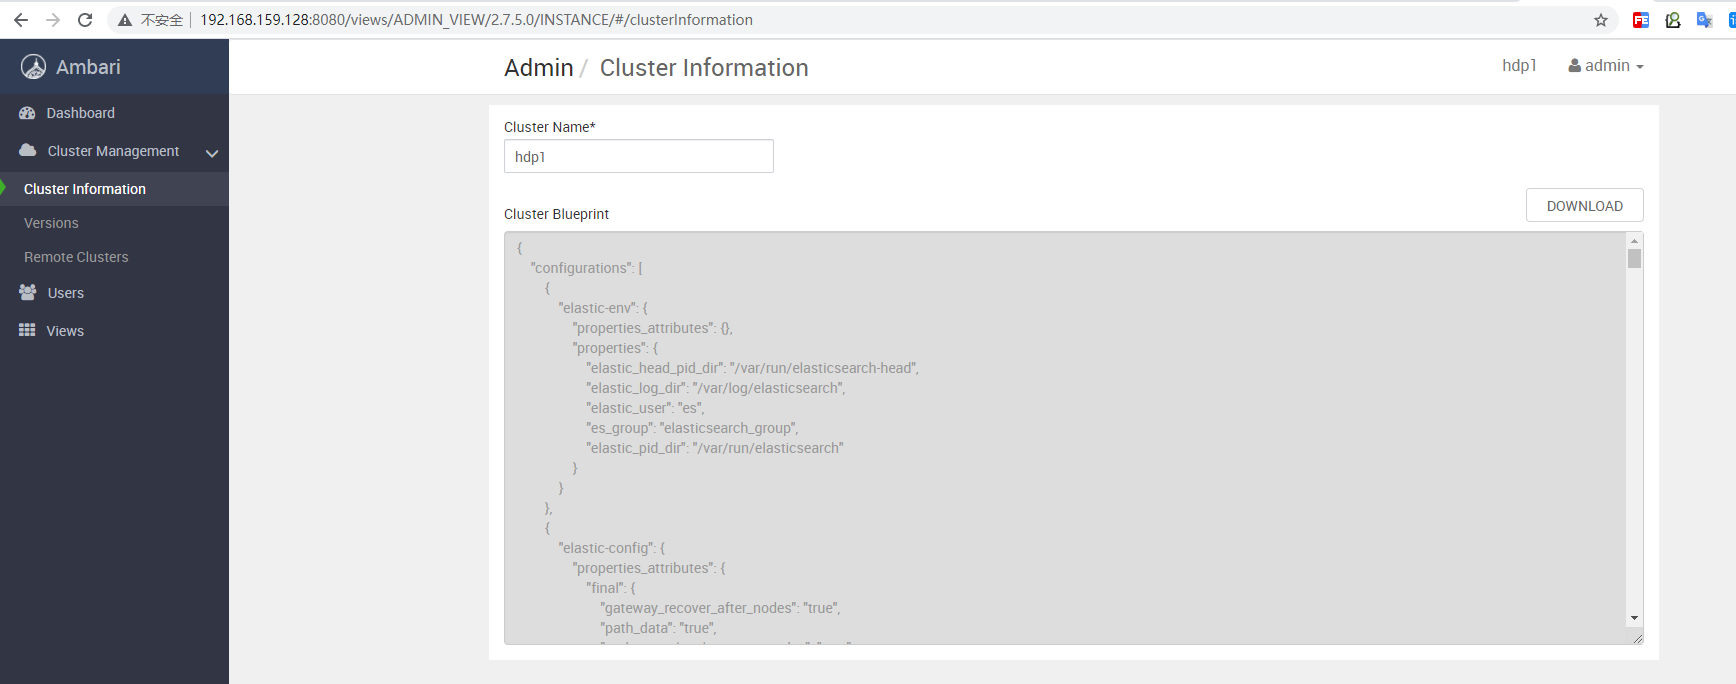 不安全 192.168.159.128:8080/views/ADMIN_VIEW/2.7.5.0/INSTANCE/#/clusterInformation
Ambari
Admin / Cluster Information
hdp1
admin
Dashboard
Cluster Management
Cluster Information
Versions
Remote Clusters
Users
Views
Cluster Name*
hdp1
Cluster Blueprint
DOWNLOAD
{
"configurations": [
{
"elastic-env": {
"properties_attributes": {},
"properties": {
"elastic_head_pid_dir": "/var/run/elasticsearch-head",
"elastic_log_dir": "/var/log/elasticsearch",
"elastic_user": "es",
"es_group": "elasticsearch_group",
"elastic_pid_dir": "/var/run/elasticsearch"
}
}
},
{
"elastic-config": {
"properties_attributes": {
"final": {
"gateway_recover_after_nodes": "true",
"path_data": "true",